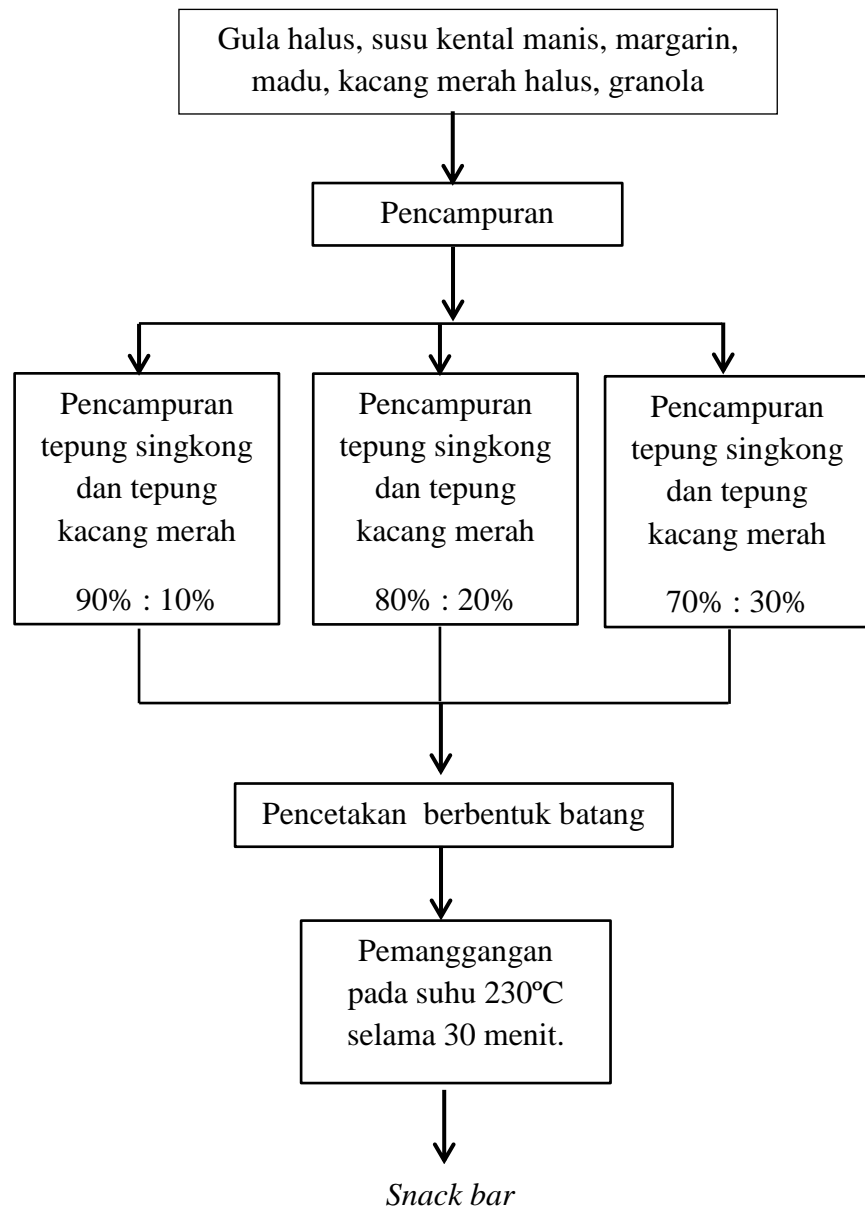 Gula halus, susu kental manis, margarin,
madu, kacang merah halus, granola
Pencampuran
Pencampuran
tepung singkong
dan tepung
kacang merah
90% : 10%
Pencampuran
tepung singkong
dan tepung
kacang merah
80% : 20%
Pencampuran
tepung singkong
dan tepung
kacang merah
70% : 30%
Pencetakan  berbentuk batang
Pemanggangan
pada suhu 230ºC
selama 30 menit.
Snack bar